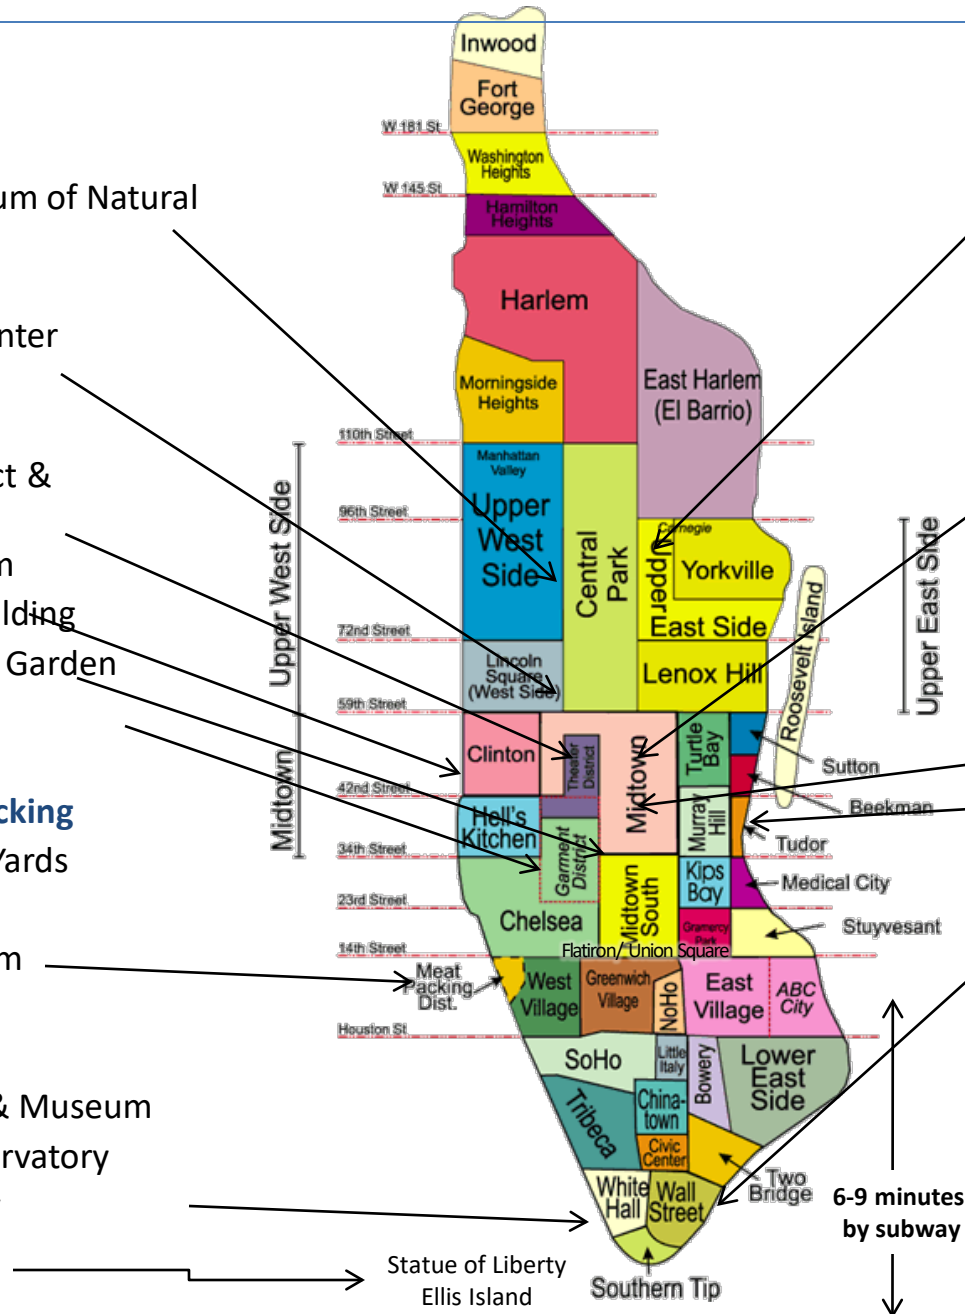 Inwood
Fort
George
W 181 St
Washington
Heights
W 145 St
um of Natural
Hamilton
Heights
Harlem
nter
East Harlem
(El Barrio)
Morningside
Heights
110th Street
Manhattan
Valley
ct &
Upper
West
Side
96th Street
Upper West Side
Central
Park
Carnegie
Upper
East Side
Yorkville
Upper East Side
Roosevelt Island
m
ilding
Garden
72nd Street
Lincoln
Square
(West Side)
Lenox Hill
59th Street
Clinton
Theater
District
Midtown
Turtle
Bay
Sutton
Midtown
42nd Street
Hell's
Kitchen
Murray
Hill
Beekman
Tudor
cking
Yards
34th Street
Garment
District
Midtown
South
Kips
Bay
Medical City
23rd Street
Chelsea
Gramercy
Park
Stuyvesant
14th Street
Flatiron/ Union Square
m
Meat
Packing
Dist.
West
Village
Greenwich
Village
NoHo
East
Village
ABC
City
Houston St
SoHo
Little
Italy
Bowery
Lower
East
Side
& Museum
rvatory
Tribeca
China-
town
Civic
Center
Two
Bridge
White
Hall
Wall
Street
6-9 minutes
by subway
Statue of Liberty
Ellis Island
Southern Tip